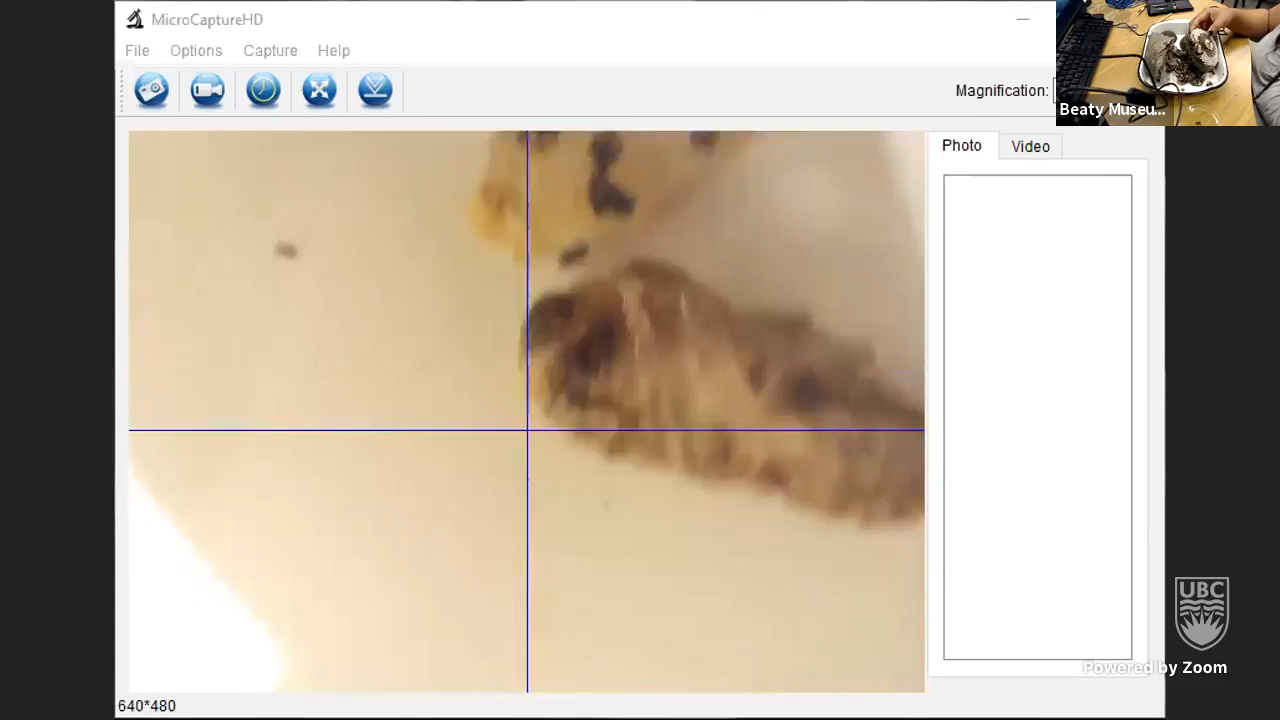 MicroCaptureHD
File Options Capture Help
Magnification:
Beaty Museu...
Photo Video
UBC
Powered by Zoom
640*480